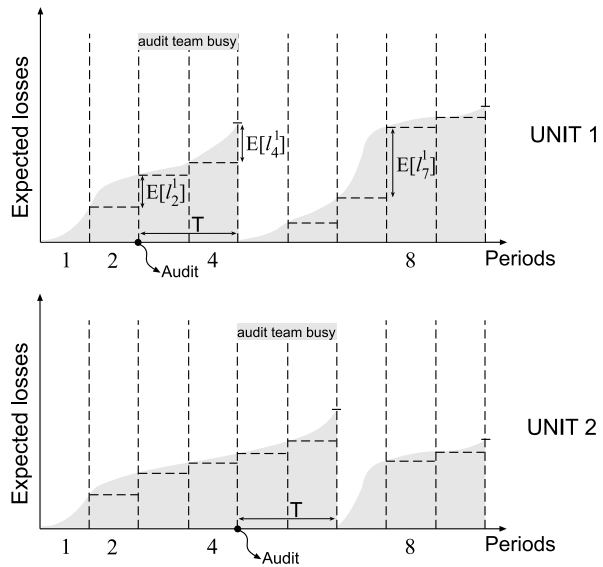 Expected losses
audit team busy
E[l_4^1]
E[l_2^1]
E[l_7^1]
T
UNIT 1
1 2 4 8 Periods
Audit
Expected losses
audit team busy
UNIT 2
T
1 2 4 8 Periods
Audit